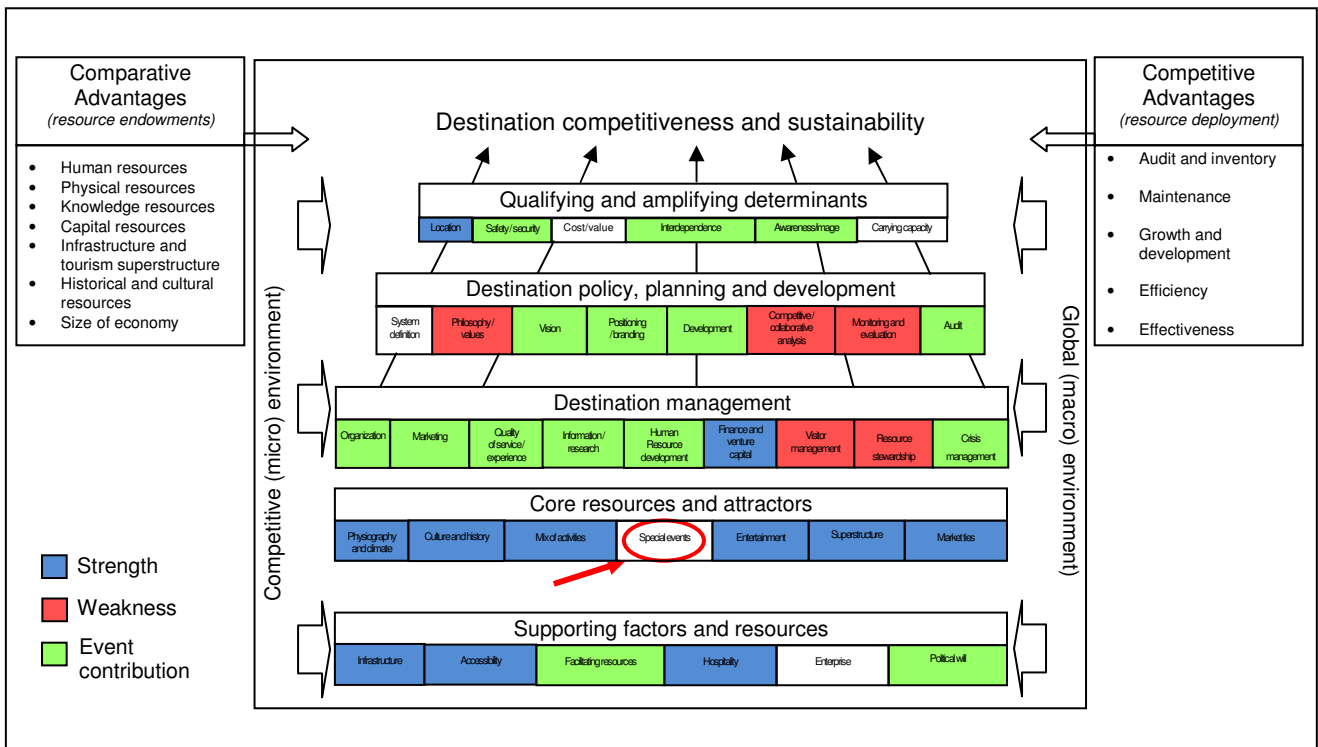 Comparative
Advantages
(resource endowments)
• Human resources
• Physical resources
• Knowledge resources
• Capital resources
• Infrastructure and
tourism superstructure
• Historical and cultural
resources
• Size of economy
Competitive (micro) environment)
Destination competitiveness and sustainability
Qualifying and amplifying determinants
Location
Safety/security
Cost/value
Interdependence
Awareness/image
Carrying capacity
Destination policy, planning and development
System
definition
Philosophy/
values
Vision
Positioning
/branding
Development
Competitive/
collaborative
analysis
Monitoring and
evaluation
Audit
Destination management
Organization
Marketing
Quality
of service/
experience
Information/
research
Human
Resource
development
Finance and
venture
capital
Visitor
management
Resource
stewardship
Crisis
management
Core resources and attractors
Physiography
and climate
Culture and history
Mix of activities
Special events
Entertainment
Superstructure
Market ties
Supporting factors and resources
Infrastructure
Accessibility
Facilitating resources
Hospitality
Enterprise
Political will
Global (macro) environment)
Competitive
Advantages
(resource deployment)
• Audit and inventory
• Maintenance
• Growth and
development
• Efficiency
• Effectiveness
Strength
Weakness
Event
contribution